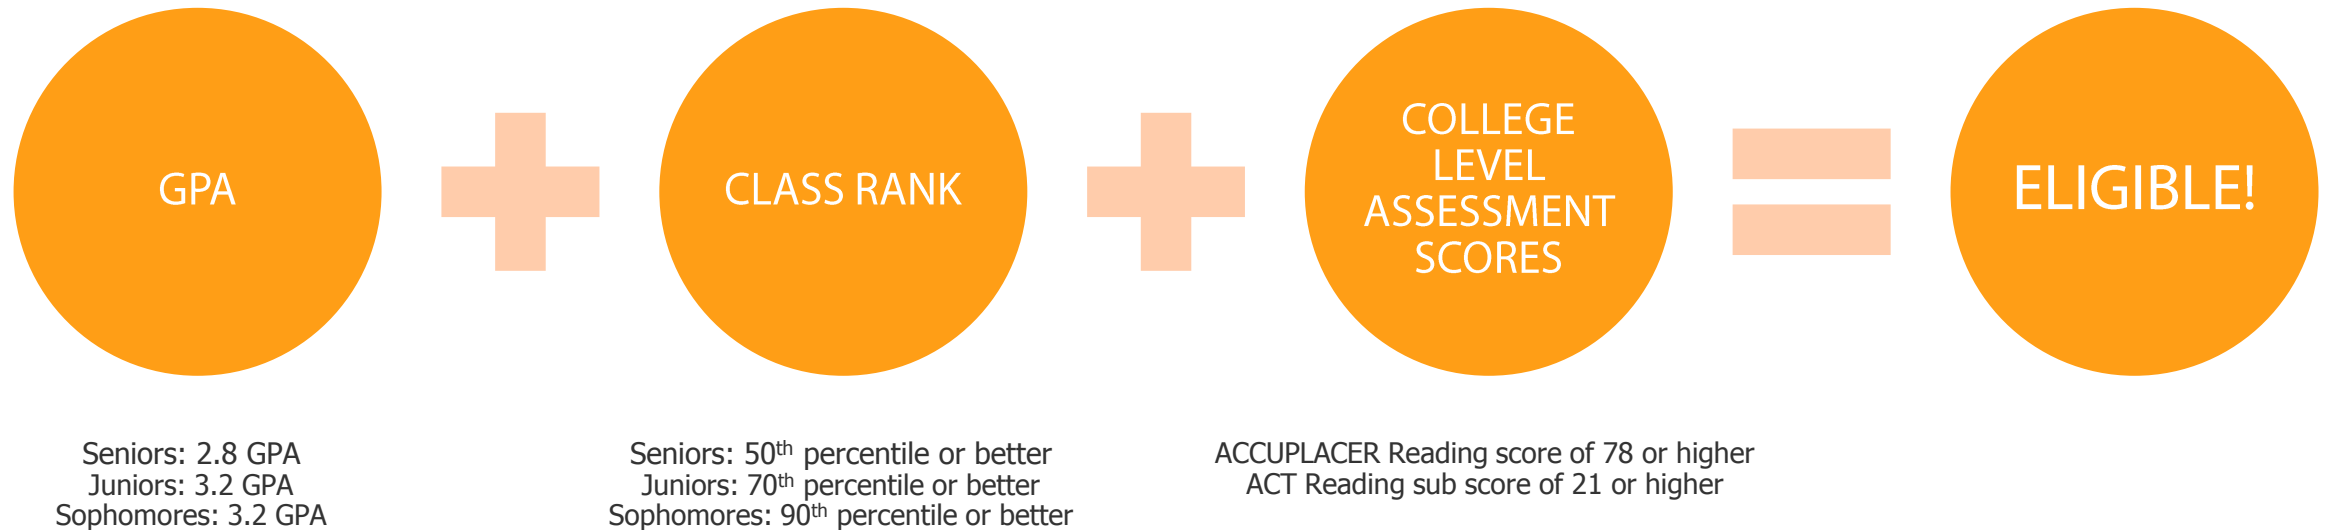 GPA
CLASS RANK
COLLEGE
LEVEL
ASSESSMENT
SCORES
ELIGIBLE!
Seniors: 2.8 GPA
Juniors: 3.2 GPA
Sophomores: 3.2 GPA
Seniors: 50th percentile or better
Juniors: 70th percentile or better
Sophomores: 90th percentile or better
ACCUPLACER Reading score of 78 or higher
ACT Reading sub score of 21 or higher